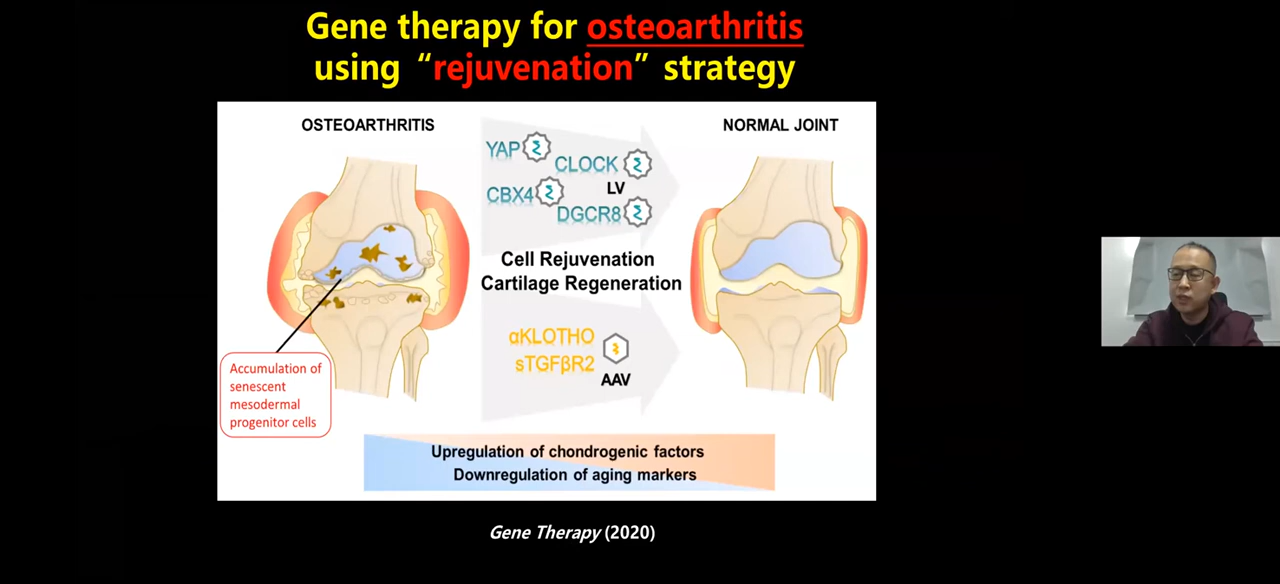 Gene therapy for osteoarthritis
using “rejuvenation” strategy
OSTEOARTHRITIS
NORMAL JOINT
YAP
CLOCK
LV
CBX4
DGCR8
Cell Rejuvenation
Cartilage Regeneration
αKLOTHO
sTGFβR2
AAV
Accumulation of
senescent
mesodermal
progenitor cells
Upregulation of chondrogenic factors
Downregulation of aging markers
Gene Therapy (2020)